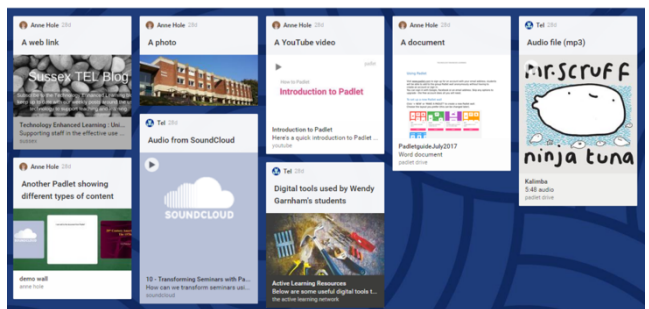 Anne Hole 28d
A web link
Sussex TEL Blog
Technology Enhanced Learning : Uni...
Supporting staff in the effective use ...
sussex
Anne Hole 28d
Another Padlet showing
different types of content
SOUNDCLOUD
demo wall
anne hole
Anne Hole 28d
A photo
Tel 28d
Audio from SoundCloud
SOUNDCLOUD
10 - Transforming Seminars with Pa...
How can we transform seminars usi...
soundcloud
Anne Hole 28d
A YouTube video
padlet
How to Padlet
Introduction to Padlet
Introduction to Padlet
Here's a quick introduction to Padlet ...
youtube
Tel 28d
Digital tools used by Wendy
Garnham's students
Active Learning Resources
Below are some useful digital tools t...
the active learning network
Anne Hole 28d
A document
PadletguideJuly2017
Word document
padlet drive
Tel 28d
Audio file (mp3)
Mr.Scruff
ninja tuna
Kalimba
5:48 audio
padlet drive